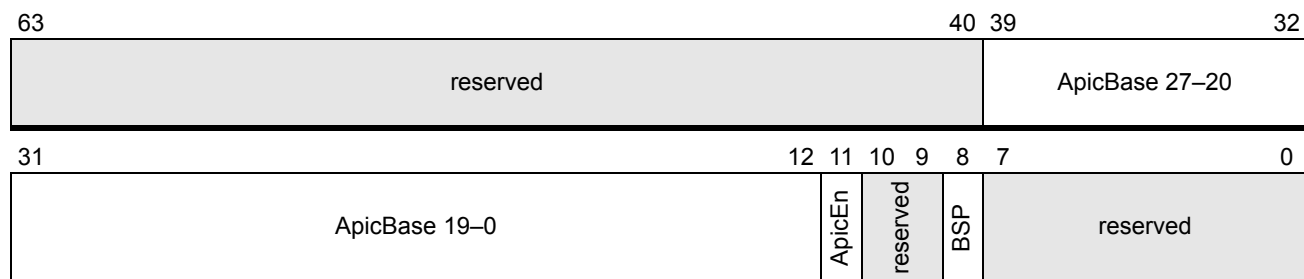 63 40 39 32
reserved ApicBase 27–20
31 12 11 10 9 8 7 0
ApicBase 19–0 ApicEn reserved BSP reserved